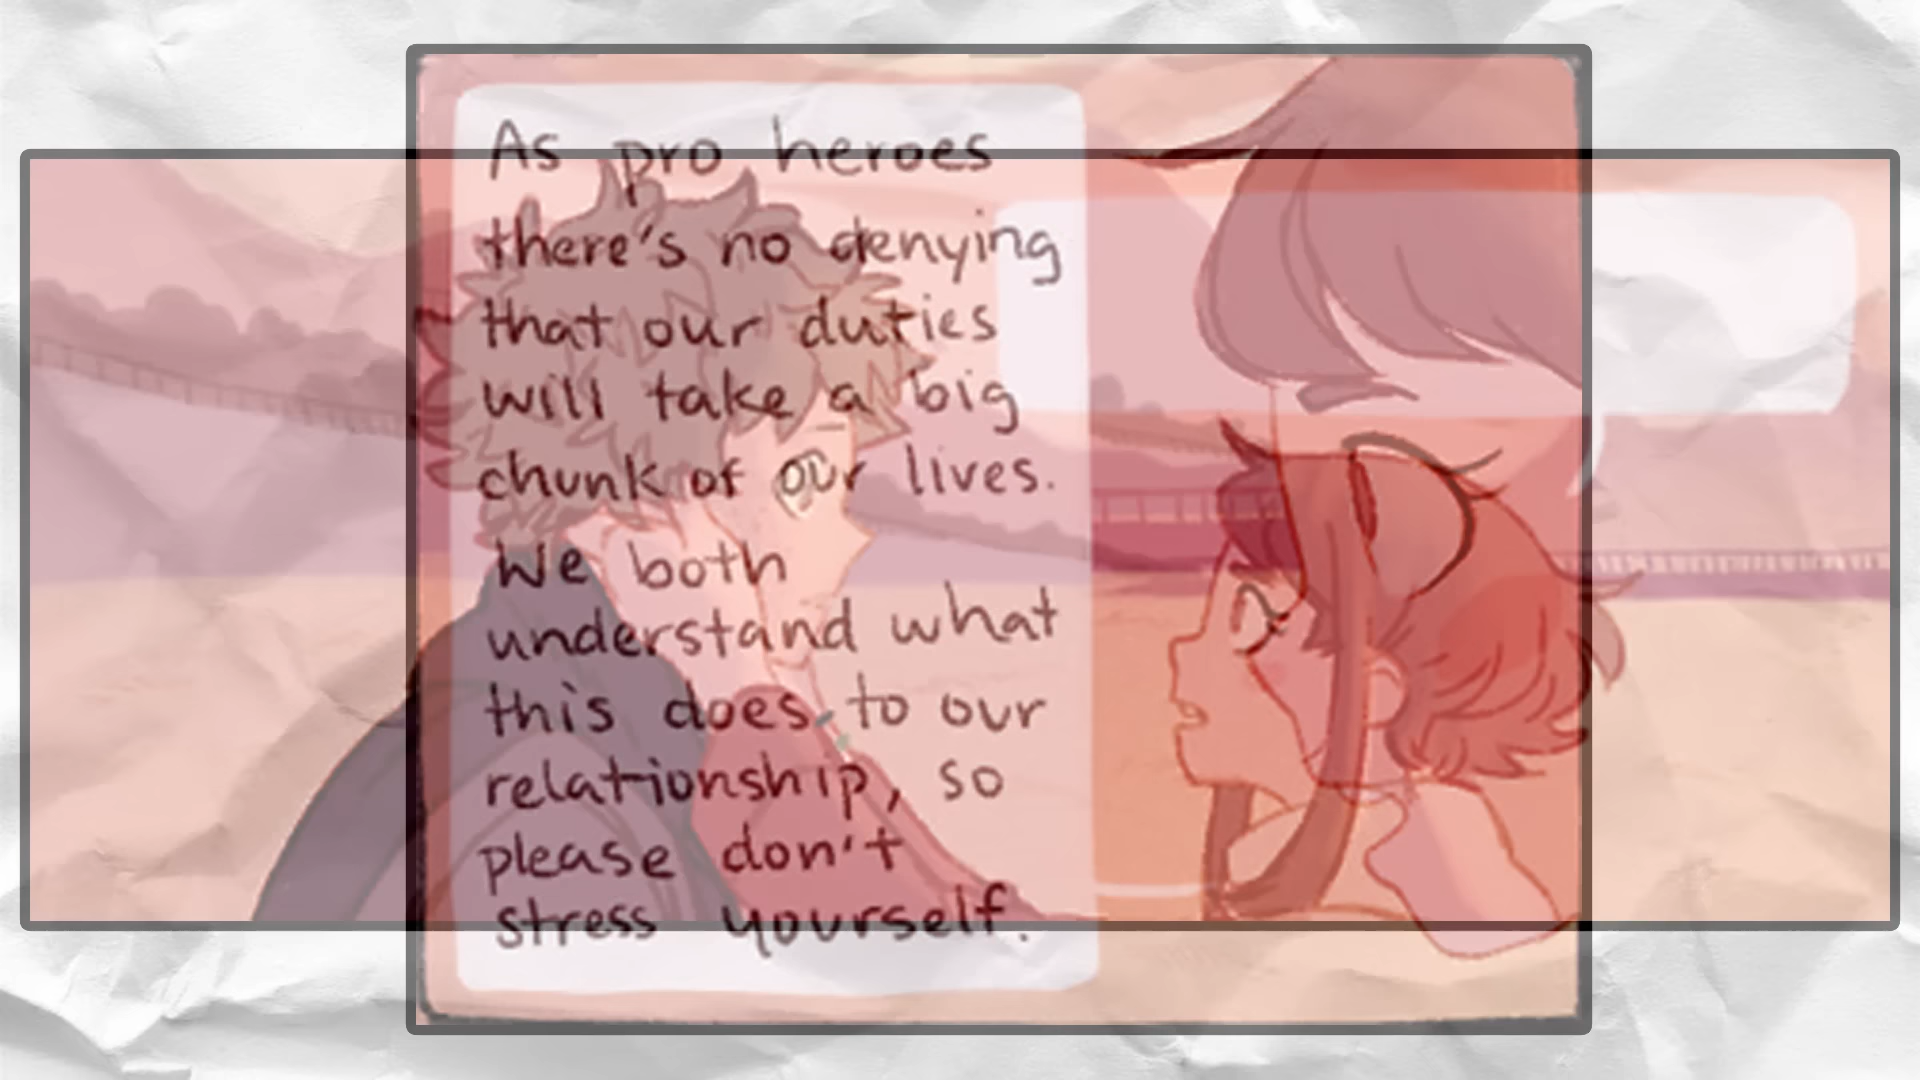 As pro heroes
there's no denying
that our duties
will take a big
chunk of our lives.
We both
understand what
this does to our
relationship, so
please don't
stress yourself.